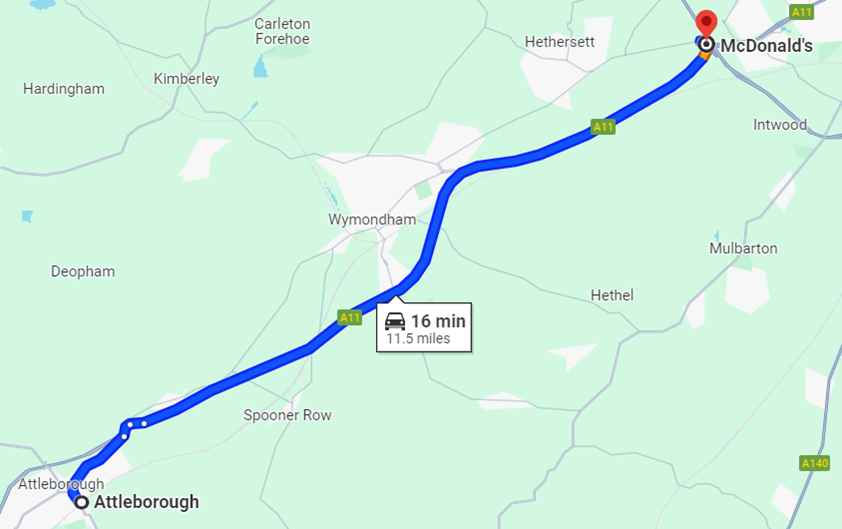 A11
Carleton
Forehoe
Hethersett
McDonald's
Kimberley
Hardingham
A11
Intwood
Wymondham
Mulbarton
Deopham
Hethel
A11
16 min
11.5 miles
Spooner Row
A140
Attleborough
Attleborough